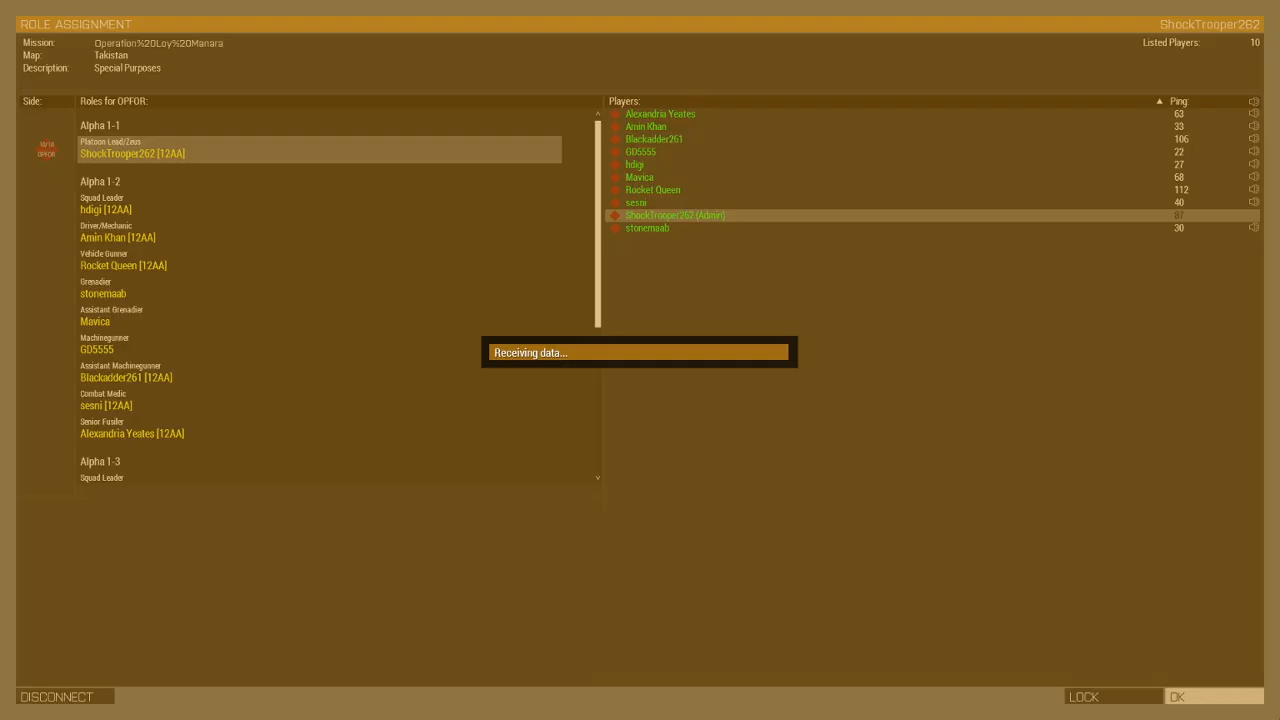 ROLE ASSIGNMENT
ShockTrooper262
Mission: Operation%20Loy%20Manara
Listed Players: 10
Map: Takistan
Description: Special Purposes
Side:
Roles for OPFOR:
OPFOR
Alpha 1-1
Platoon Lead/Zeus
ShockTrooper262 [12AA]
Alpha 1-2
Squad Leader
hdigi [12AA]
Driver/Mechanic
Amin Khan [12AA]
Vehicle Gunner
Rocket Queen [12AA]
Grenadier
stonemaab
Assistant Grenadier
Mavica
Machinegunner
GD5555
Assistant Machinegunner
Blackadder261 [12AA]
Combat Medic
sesni [12AA]
Senior Fusiler
Alexandria Yeates [12AA]
Alpha 1-3
Squad Leader
Players: Ping:
Alexandria Yeates 63
Amin Khan 33
Blackadder261 106
GD5555 22
hdigi 27
Mavica 68
Rocket Queen 112
sesni 40
ShockTrooper262 (Admin) 87
stonemaab 30
Receiving data...
DISCONNECT
LOCK
OK